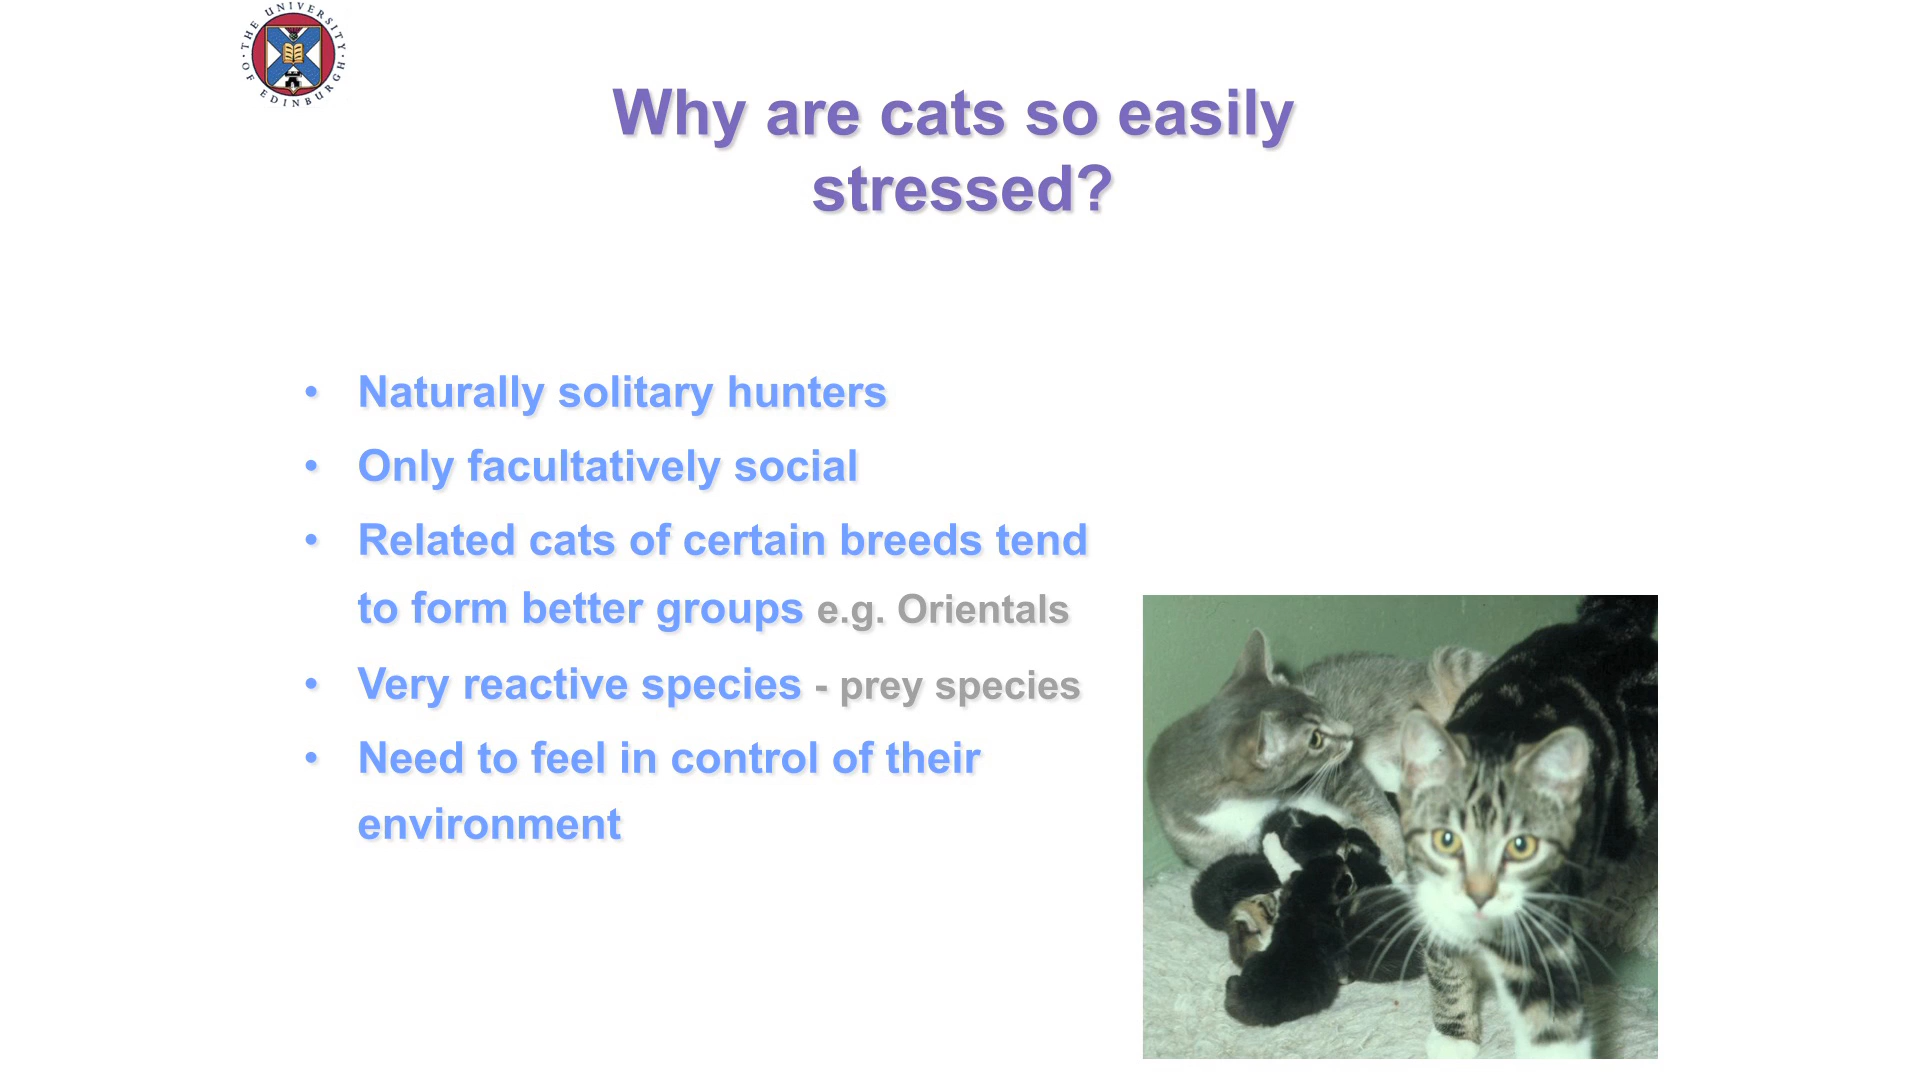 THE UNIVERSITY OF EDINBURGH
Why are cats so easily
stressed?
• Naturally solitary hunters
• Only facultatively social
• Related cats of certain breeds tend
to form better groups e.g. Orientals
• Very reactive species - prey species
• Need to feel in control of their
environment